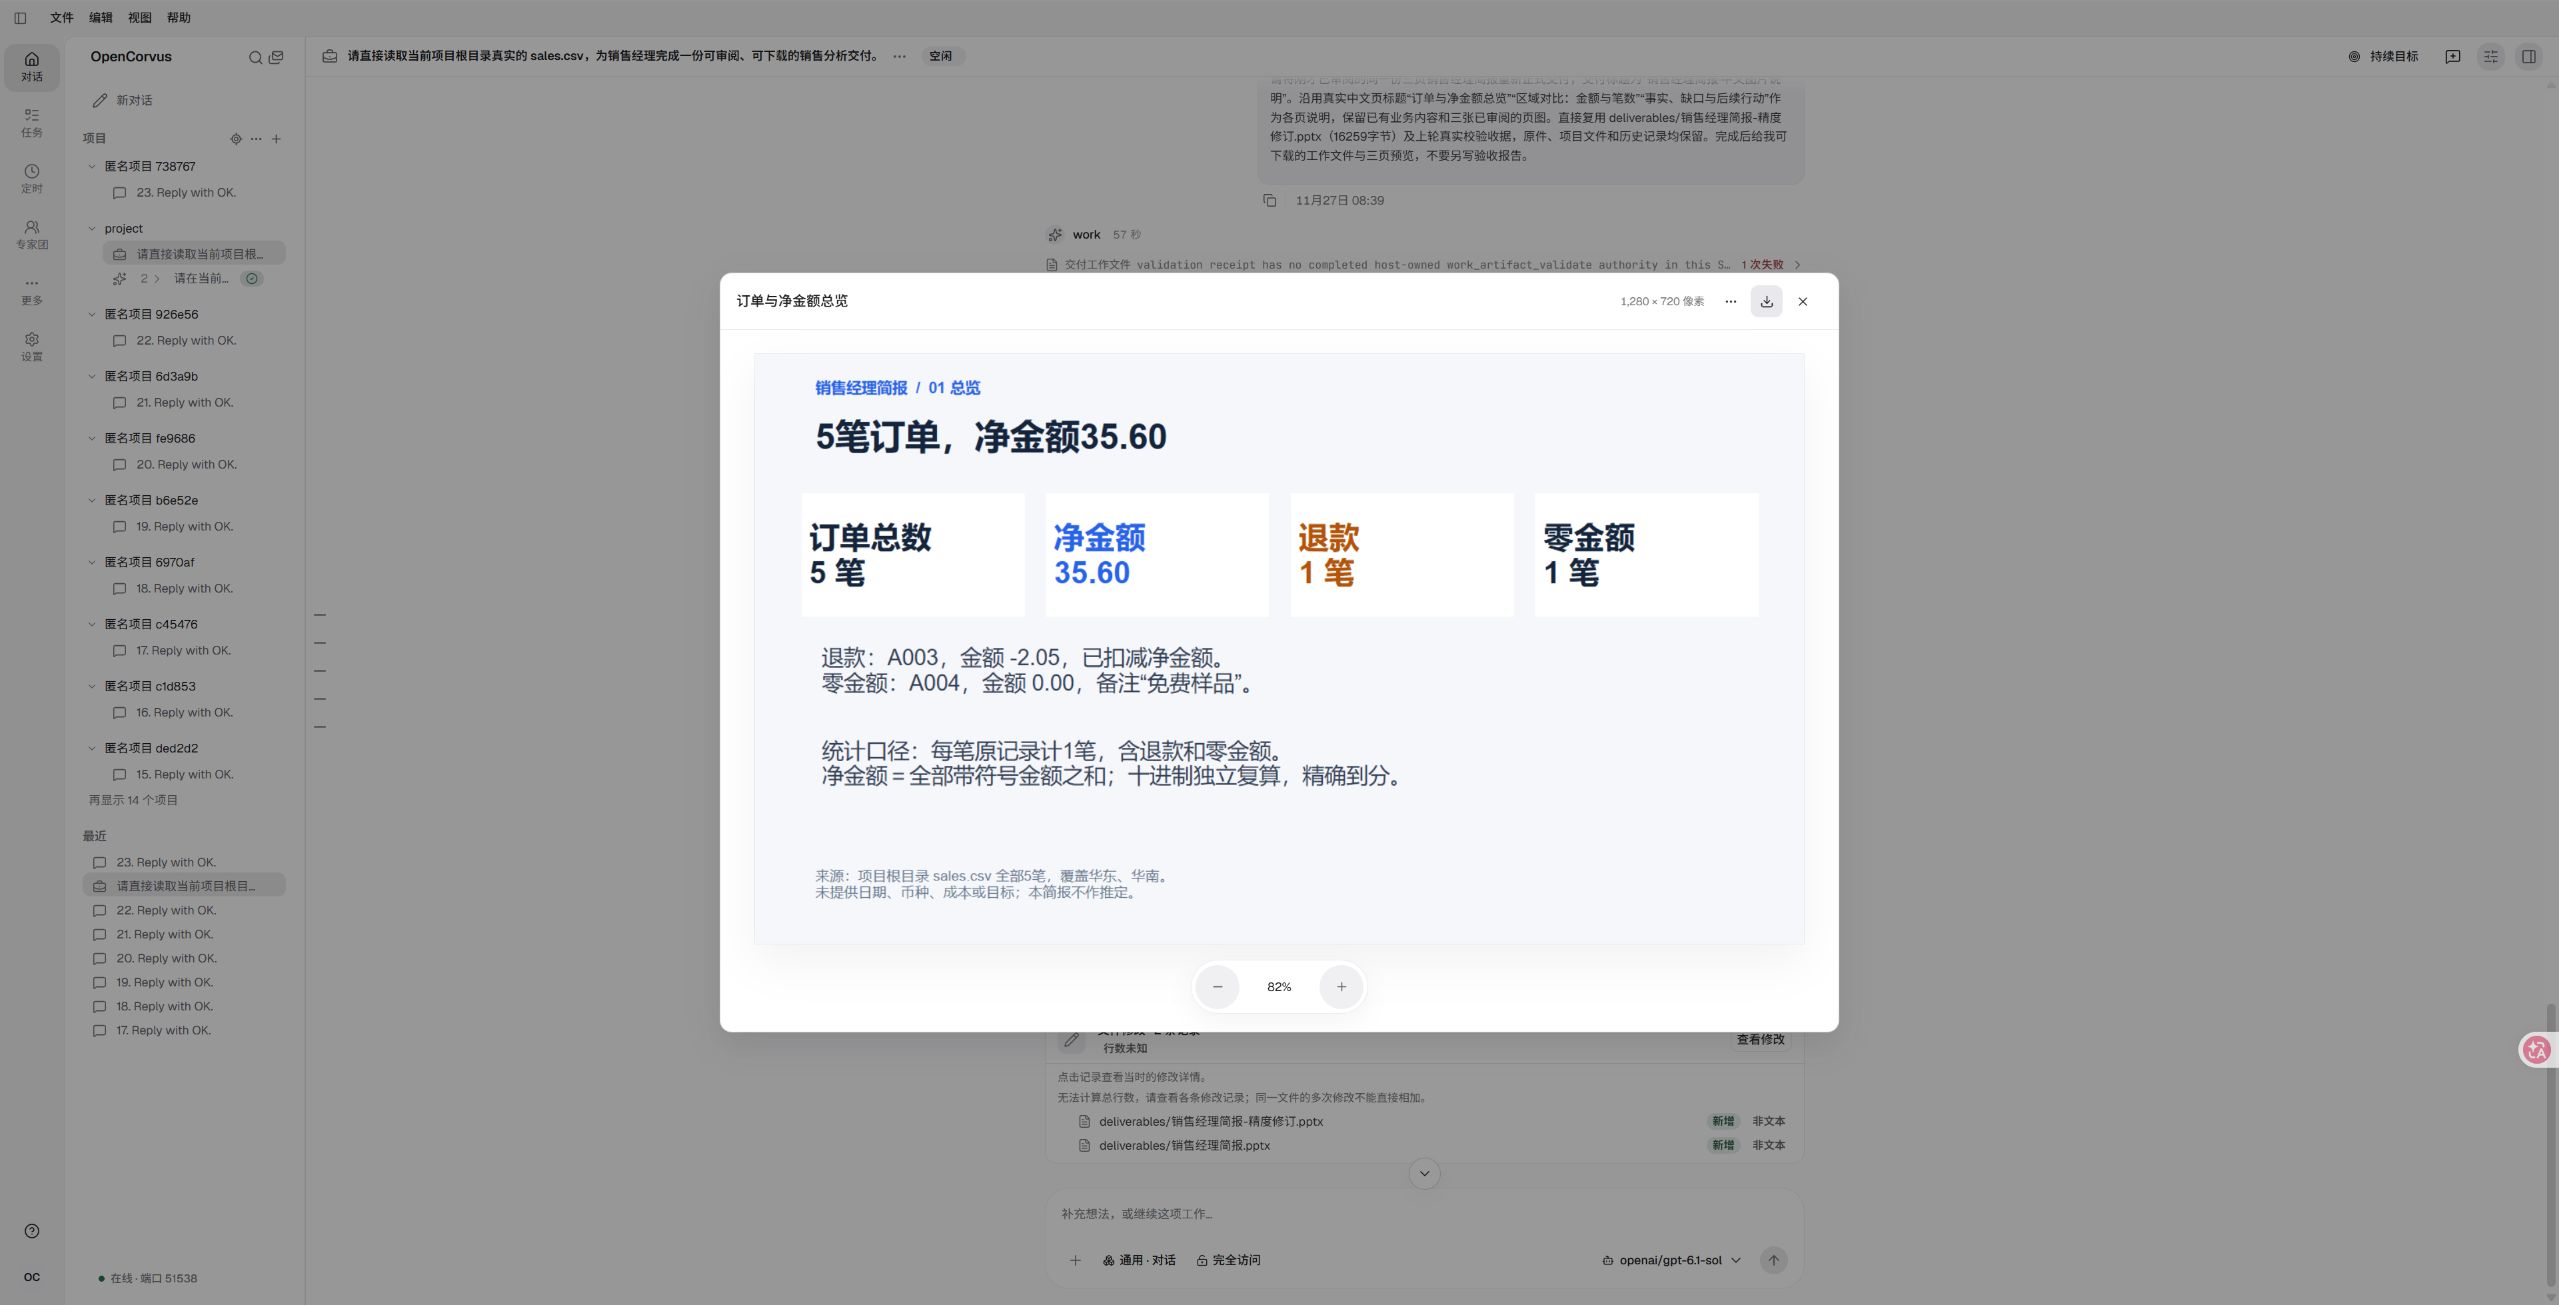 文件 编辑 视图 帮助
对话
任务
定时
专家团
更多
设置
OC
OpenCorvus
新对话
项目
匿名项目 738767
23. Reply with OK.
project
请直接读取当前项目根...
2 > 请在当前...
匿名项目 926e56
22. Reply with OK.
匿名项目 6d3a9b
21. Reply with OK.
匿名项目 fe9686
20. Reply with OK.
匿名项目 b6e52e
19. Reply with OK.
匿名项目 6970af
18. Reply with OK.
匿名项目 c45476
17. Reply with OK.
匿名项目 c1d853
16. Reply with OK.
匿名项目 ded2d2
15. Reply with OK.
再显示 14 个项目
最近
23. Reply with OK.
请直接读取当前项目根目...
22. Reply with OK.
21. Reply with OK.
20. Reply with OK.
19. Reply with OK.
18. Reply with OK.
17. Reply with OK.
在线 · 端口 51538
请直接读取当前项目根目录真实的 sales.csv，为销售经理完成一份可审阅、可下载的销售分析交付。 ··· 空闲
持续目标
明”。沿用真实中文页标题“订单与净金额总览”“区域对比：金额与笔数”“事实、缺口与后续行动”作
为各页说明，保留已有业务内容和三张已审阅的页图。直接复用 deliverables/销售经理简报-精度
修订.pptx（16259字节）及上轮真实校验收据，原件、项目文件和历史记录均保留。完成后给我可
下载的工作文件与三页预览，不要另写验收报告。
11月27日 08:39
work 57 秒
交付工作文件 validation receipt has no completed host-owned work_artifact_validate authority in this S… 1 次失败
订单与净金额总览
1,280 × 720 像素
销售经理简报 / 01 总览
5笔订单，净金额35.60
订单总数
5 笔
净金额
35.60
退款
1 笔
零金额
1 笔
退款：A003，金额 -2.05，已扣减净金额。
零金额：A004，金额 0.00，备注“免费样品”。
统计口径：每笔原记录计1笔，含退款和零金额。
净金额＝全部带符号金额之和；十进制独立复算，精确到分。
来源：项目根目录 sales.csv 全部5笔，覆盖华东、华南。
未提供日期、币种、成本或目标；本简报不作推定。
82%
行数未知
查看修改
点击记录查看当时的修改详情。
无法计算总行数，请查看各条修改记录；同一文件的多次修改不能直接相加。
deliverables/销售经理简报-精度修订.pptx 新增 非文本
deliverables/销售经理简报.pptx 新增 非文本
补充想法，或继续这项工作...
通用 · 对话 完全访问
openai/gpt-6.1-sol